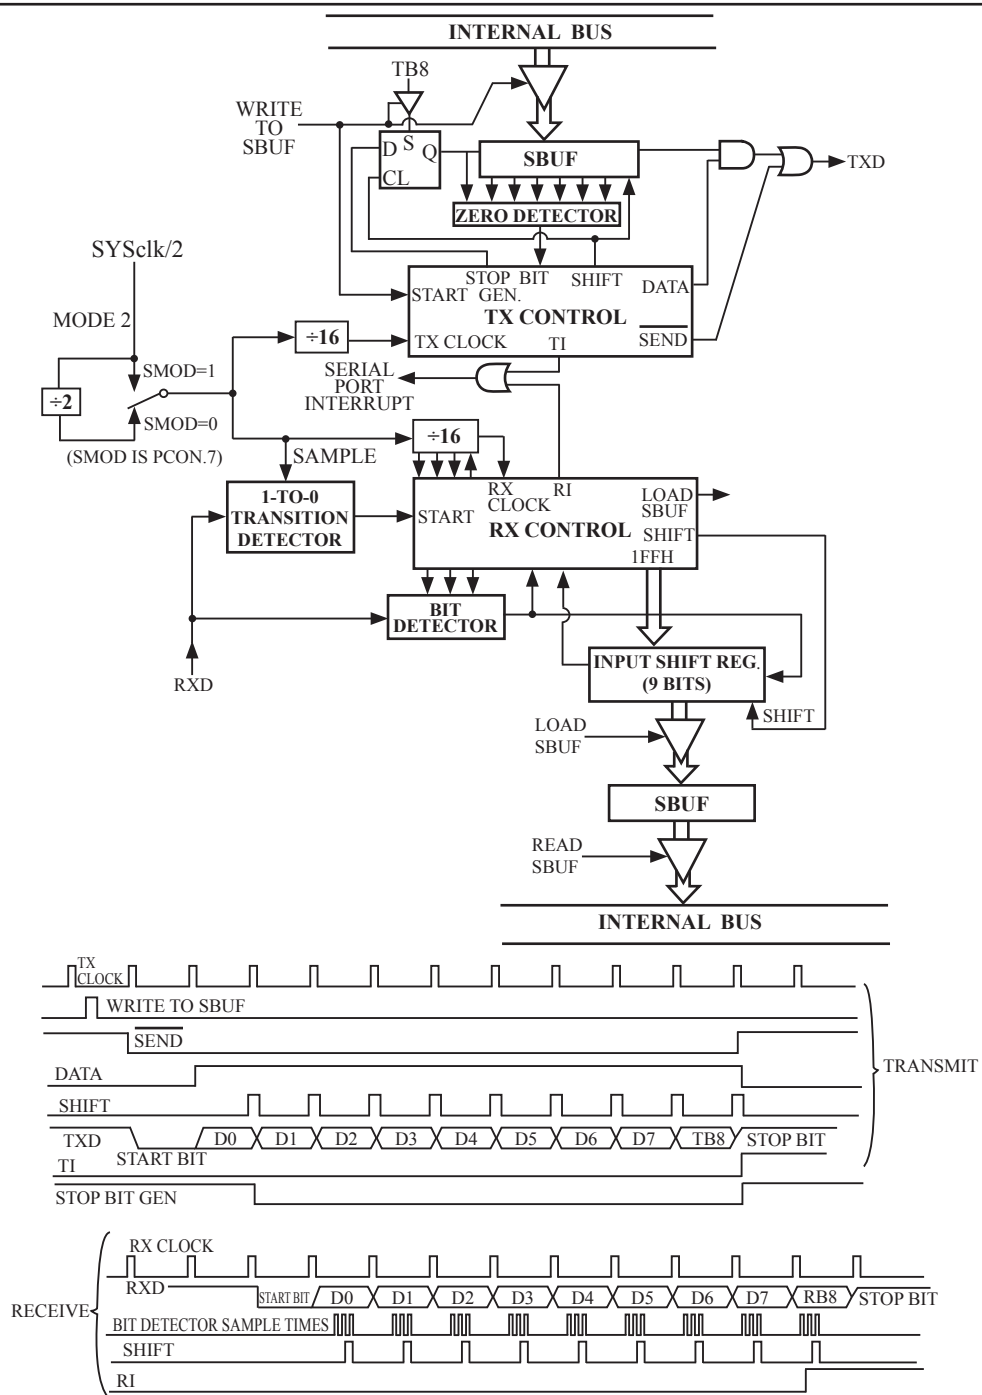 INTERNAL BUS
TB8
WRITE
TO
SBUF
D S Q
CL
SBUF
TXD
ZERO DETECTOR
SYSclk/2
STOP BIT
GEN.
SHIFT
DATA
START
TX CONTROL
MODE 2
÷16
TX CLOCK
TI
SEND
SERIAL
PORT
INTERRUPT
SMOD=1
÷2
SMOD=0
(SMOD IS PCON.7)
SAMPLE
÷16
1-TO-0
TRANSITION
DETECTOR
START
RX
CLOCK
RI
LOAD
SBUF
RX CONTROL
SHIFT
1FFH
BIT
DETECTOR
RXD
INPUT SHIFT REG.
(9 BITS)
SHIFT
LOAD
SBUF
SBUF
READ
SBUF
INTERNAL BUS
TX
CLOCK
WRITE TO SBUF
SEND
DATA
TRANSMIT
SHIFT
TXD
START BIT
D0 D1 D2 D3 D4 D5 D6 D7 TB8 STOP BIT
TI
STOP BIT GEN
RX CLOCK
RXD
START BIT D0 D1 D2 D3 D4 D5 D6 D7 RB8 STOP BIT
RECEIVE
BIT DETECTOR SAMPLE TIMES
SHIFT
RI